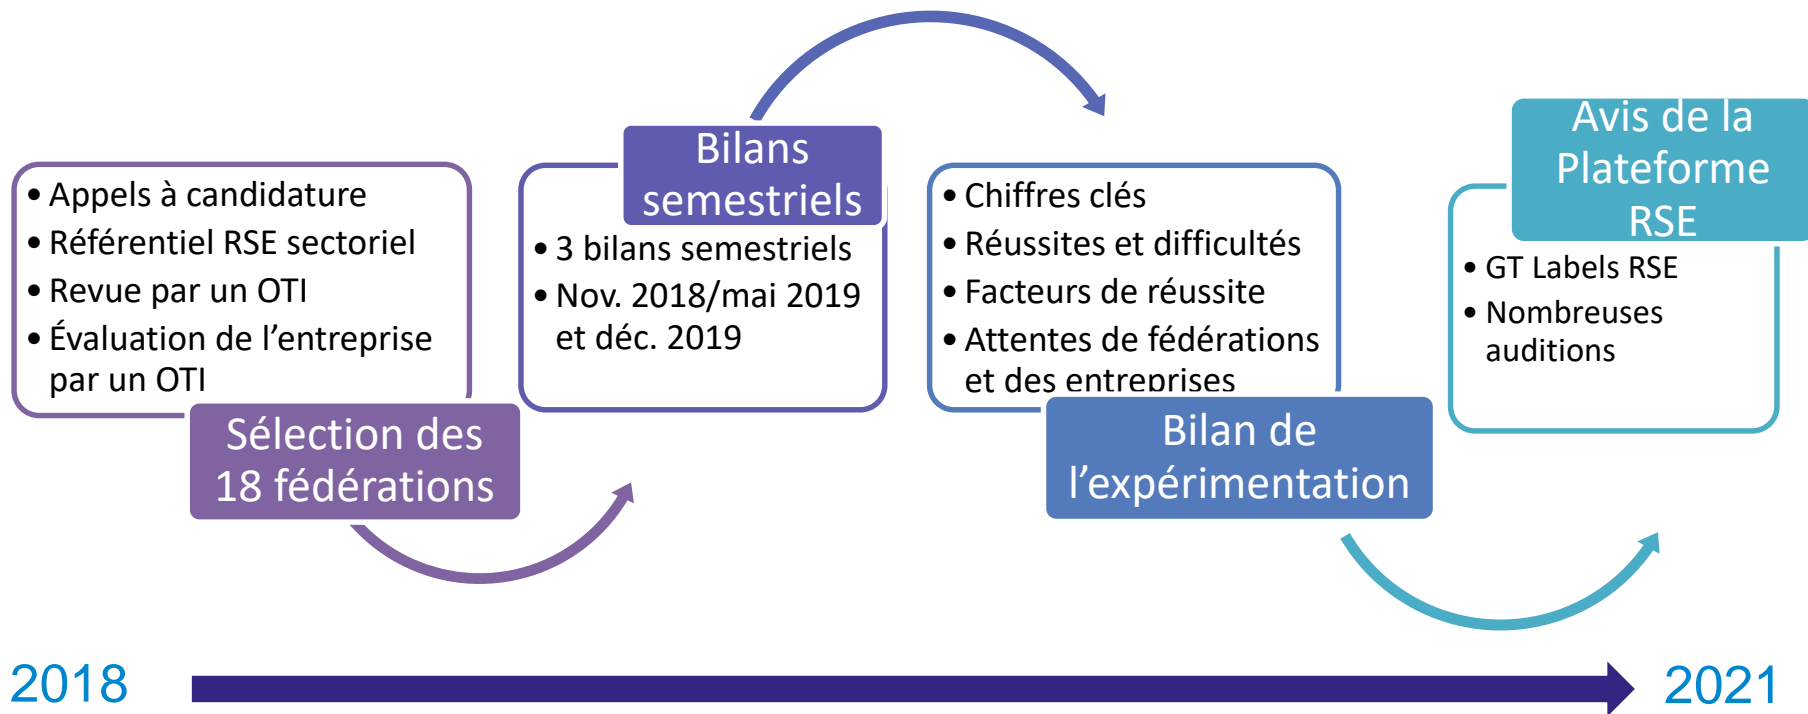 • Appels à candidature
• Référentiel RSE sectoriel
• Revue par un OTI
• Évaluation de l’entreprise
par un OTI
Sélection des
18 fédérations
Bilans
semestriels
• 3 bilans semestriels
• Nov. 2018/mai 2019
et déc. 2019
• Chiffres clés
• Réussites et difficultés
• Facteurs de réussite
• Attentes de fédérations
et des entreprises
Bilan de
l’expérimentation
Avis de la
Plateforme
RSE
• GT Labels RSE
• Nombreuses
auditions
2018
2021